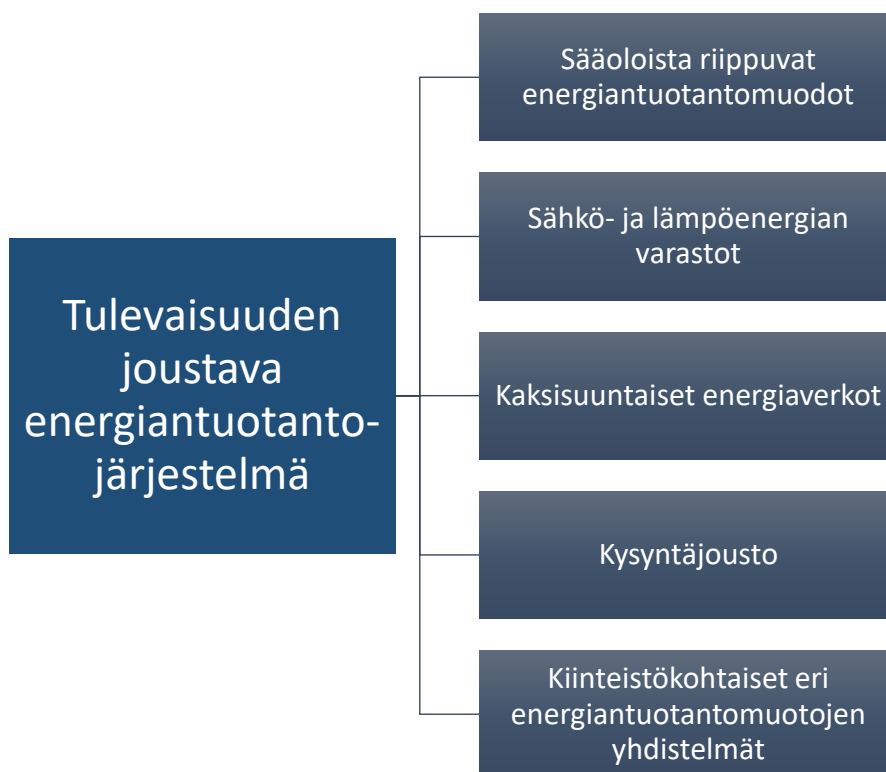 Tulevaisuuden
joustava
energiantuotanto-
järjestelmä
Sääoloista riippuvat
energiantuotantomuodot
Sähkö- ja lämpöenergian
varastot
Kaksisuuntaiset energiaverkot
Kysyntäjousto
Kiinteistökohtaiset eri
energiantuotantomuotojen
yhdistelmät